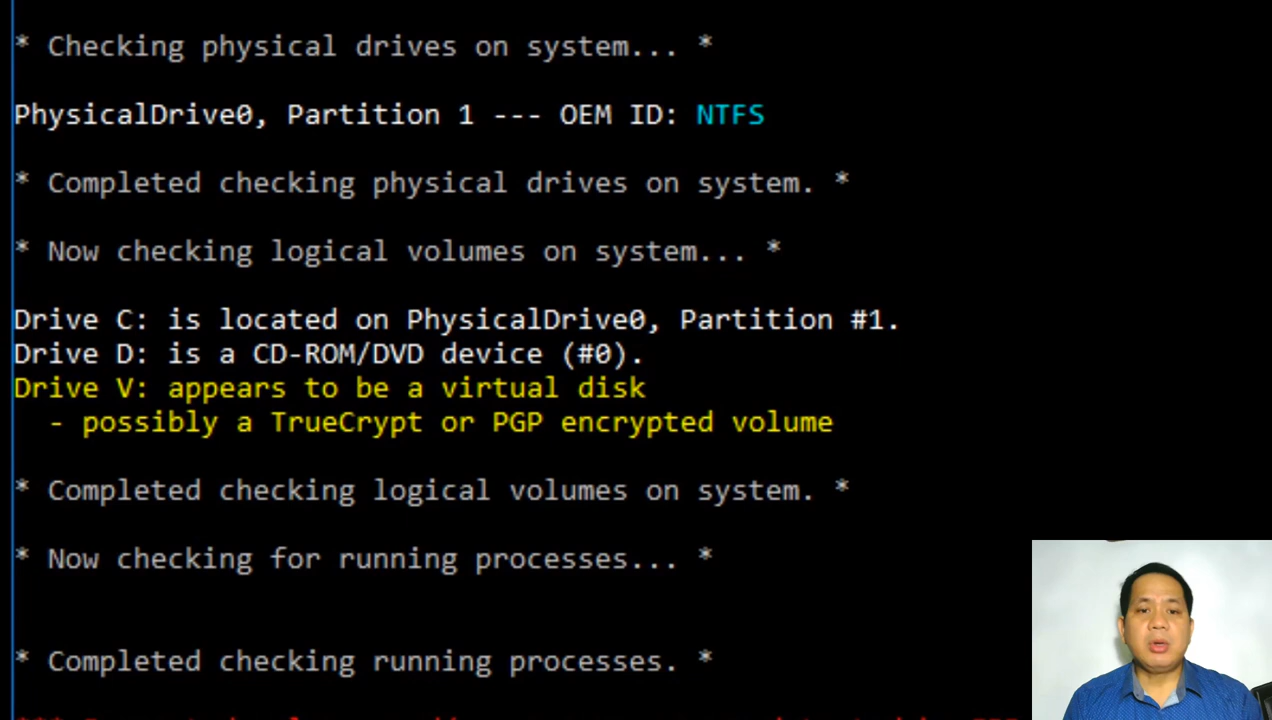 * Checking physical drives on system... *
PhysicalDrive0, Partition 1 --- OEM ID: NTFS
* Completed checking physical drives on system. *
* Now checking logical volumes on system... *
Drive C: is located on PhysicalDrive0, Partition #1.
Drive D: is a CD-ROM/DVD device (#0).
Drive V: appears to be a virtual disk
- possibly a TrueCrypt or PGP encrypted volume
* Completed checking logical volumes on system. *
* Now checking for running processes... *
* Completed checking running processes. *